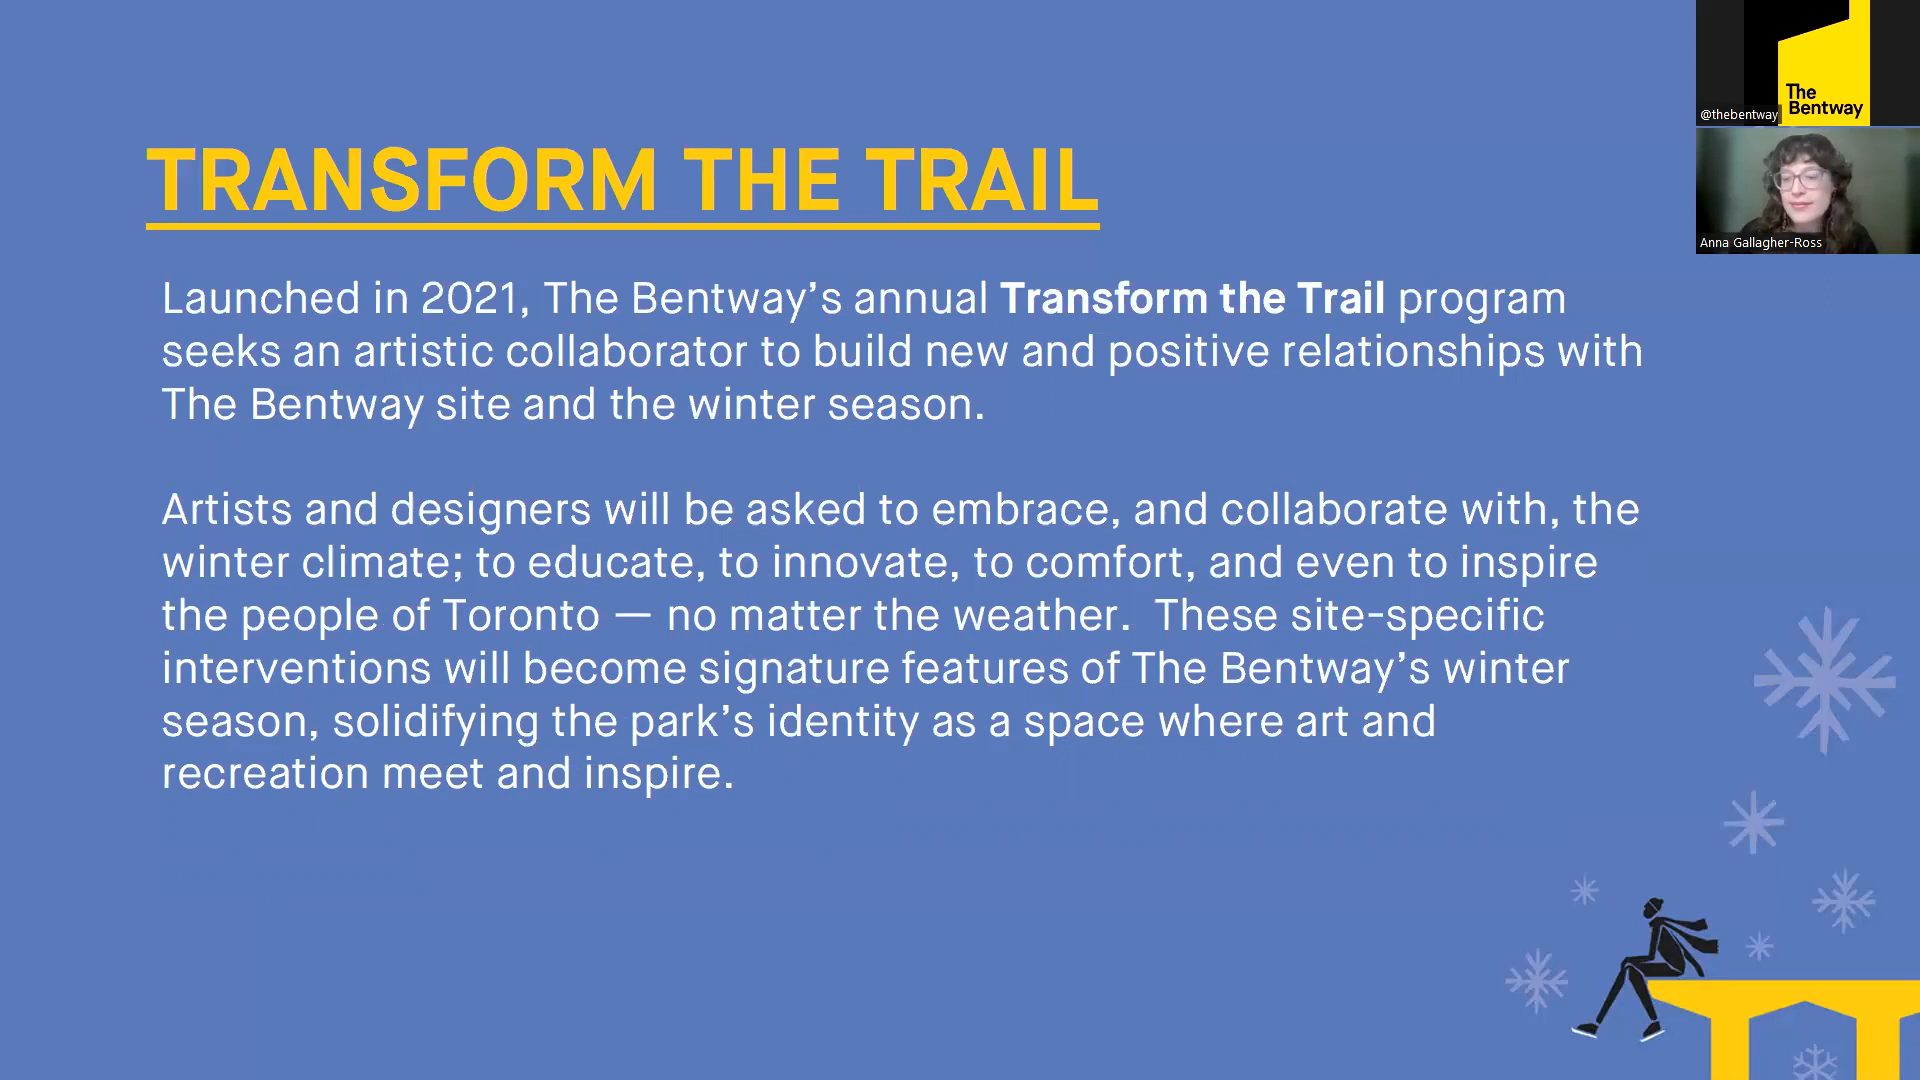 The
Bentway
@thebentway
Anna Gallagher-Ross
TRANSFORM THE TRAIL
Launched in 2021, The Bentway’s annual Transform the Trail program
seeks an artistic collaborator to build new and positive relationships with
The Bentway site and the winter season.
Artists and designers will be asked to embrace, and collaborate with, the
winter climate; to educate, to innovate, to comfort, and even to inspire
the people of Toronto — no matter the weather.  These site-specific
interventions will become signature features of The Bentway’s winter
season, solidifying the park’s identity as a space where art and
recreation meet and inspire.